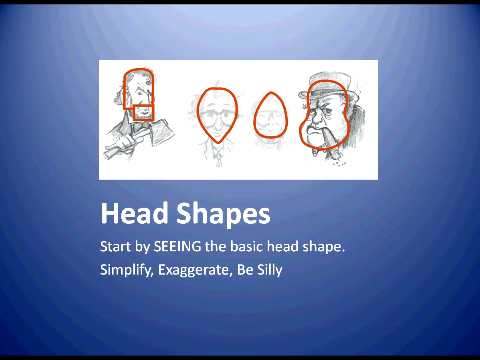 Head Shapes
Start by SEEING the basic head shape.
Simplify, Exaggerate, Be Silly